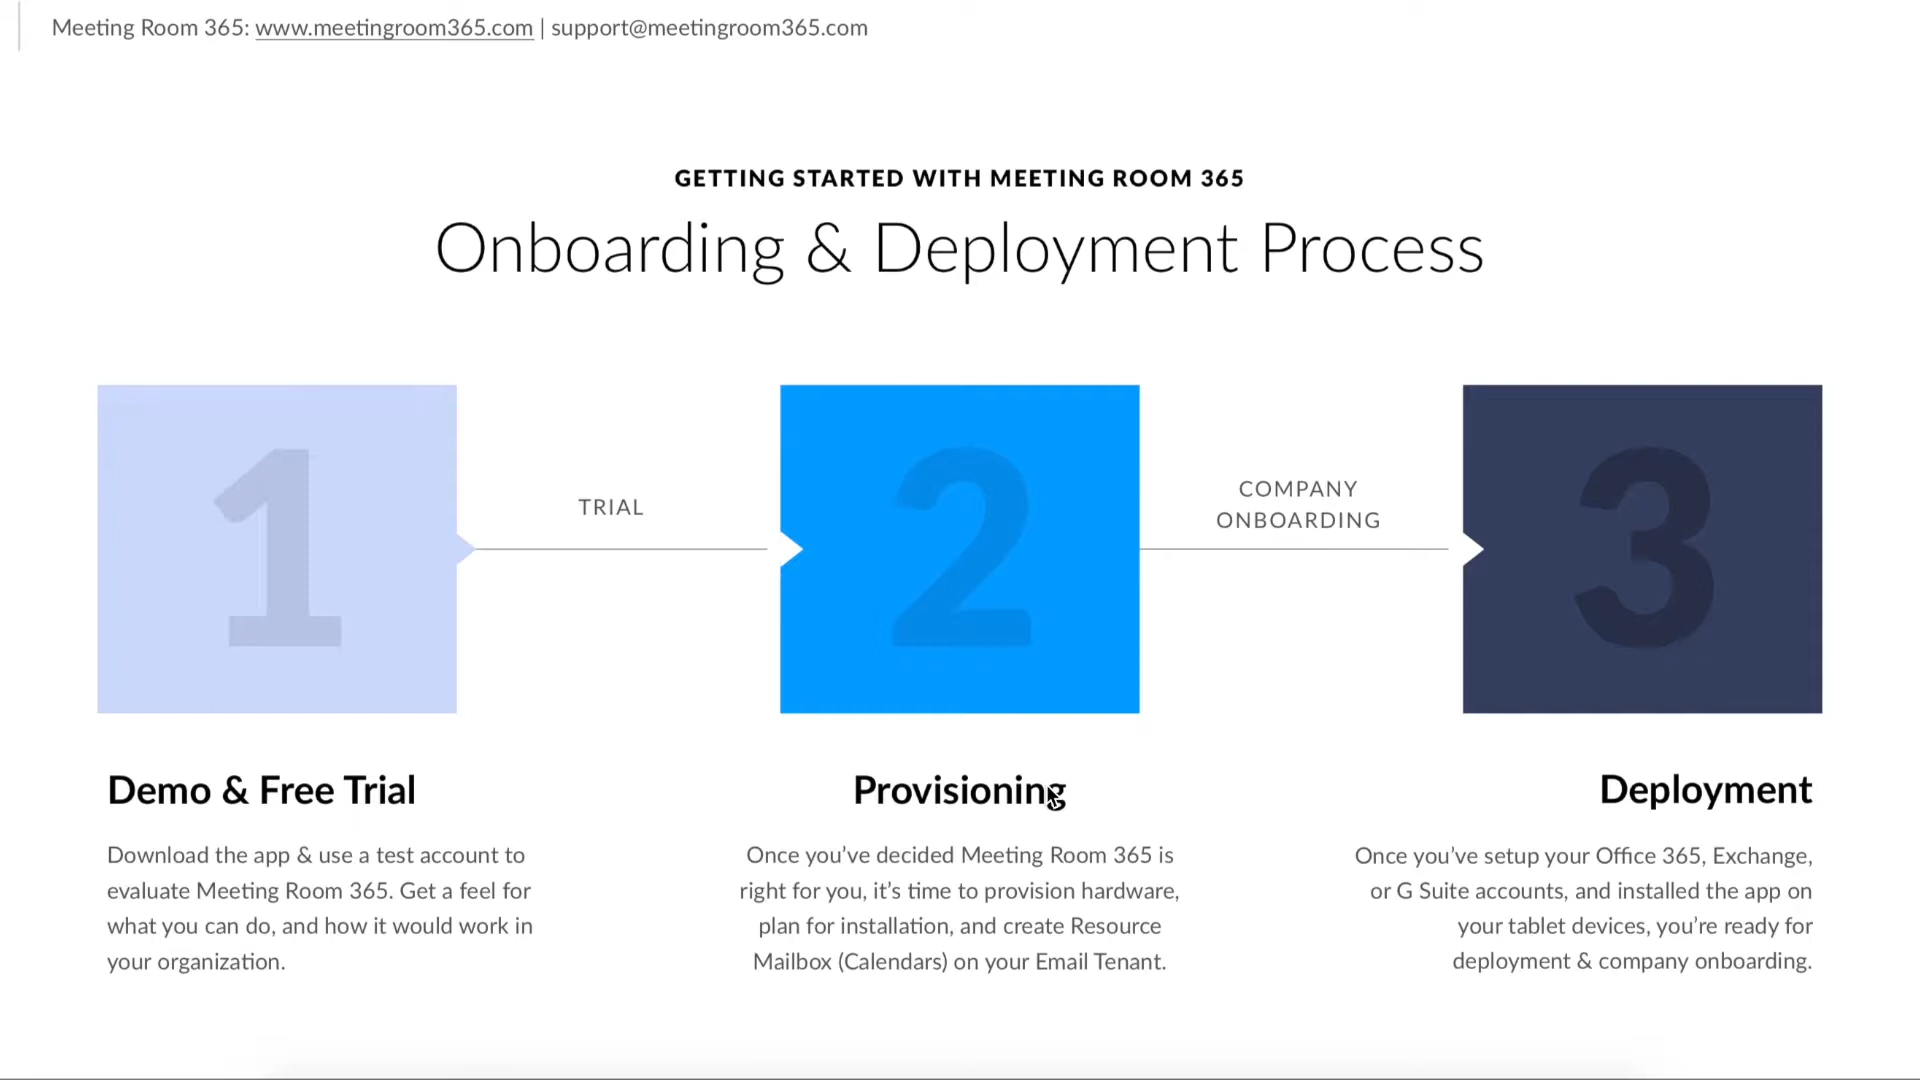 Meeting Room 365: www.meetingroom365.com | support@meetingroom365.com
GETTING STARTED WITH MEETING ROOM 365
Onboarding & Deployment Process
1
TRIAL
2
COMPANY
ONBOARDING
3
Demo & Free Trial
Download the app & use a test account to
evaluate Meeting Room 365. Get a feel for
what you can do, and how it would work in
your organization.
Provisioning
Once you’ve decided Meeting Room 365 is
right for you, it’s time to provision hardware,
plan for installation, and create Resource
Mailbox (Calendars) on your Email Tenant.
Deployment
Once you’ve setup your Office 365, Exchange,
or G Suite accounts, and installed the app on
your tablet devices, you’re ready for
deployment & company onboarding.